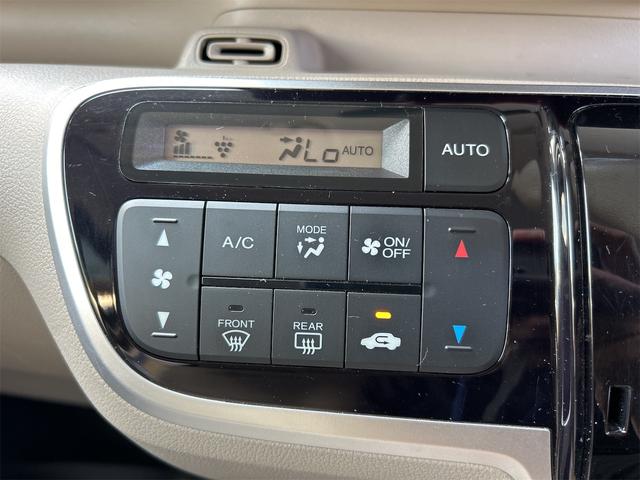 Lo AUTO
AUTO
A/C
MODE
ON/
OFF
FRONT
REAR